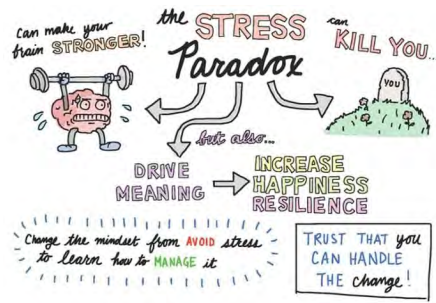 the STRESS
Paradox
can make your
brain STRONGER!
can
KILL YOU..
YOU
but also...
DRIVE
MEANING
INCREASE
HAPPINESS
RESILIENCE
Change the mindset from AVOID stress
to learn how to MANAGE it
TRUST THAT you
CAN HANDLE
THE change!